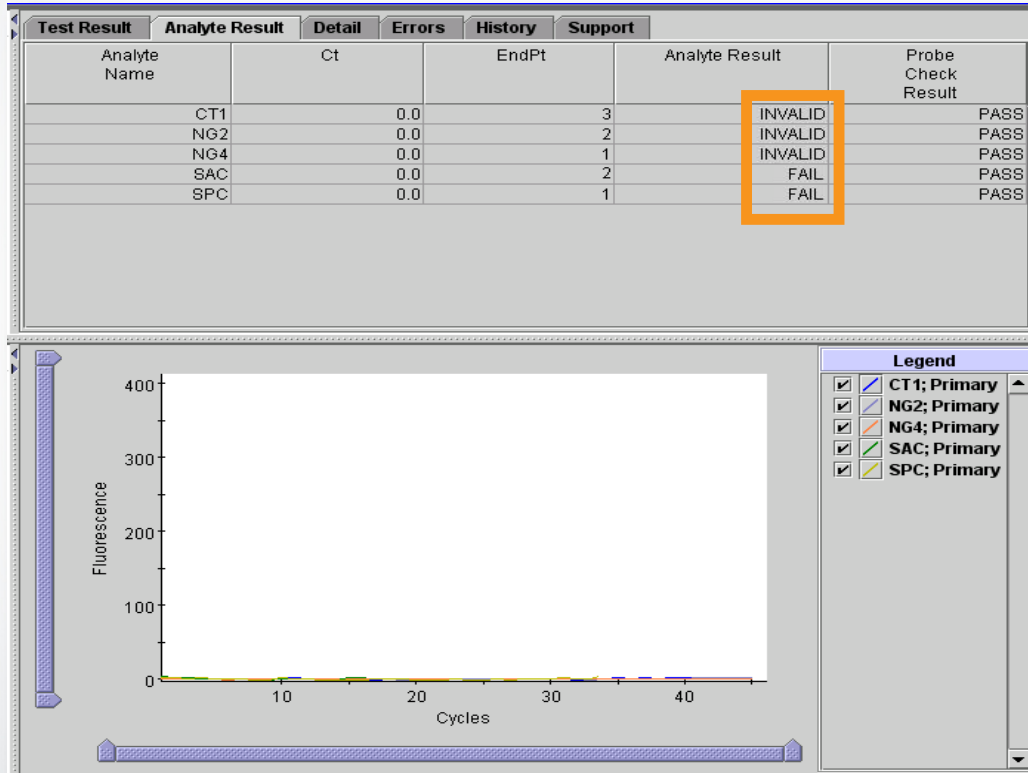 Test Result Analyte Result Detail Errors History Support
Analyte Name Ct EndPt Analyte Result Probe Check Result
CT1 0.0 3 INVALID PASS
NG2 0.0 2 INVALID PASS
NG4 0.0 1 INVALID PASS
SAC 0.0 2 FAIL PASS
SPC 0.0 1 FAIL PASS
Legend
CT1; Primary
NG2; Primary
NG4; Primary
SAC; Primary
SPC; Primary
400
300
200
100
0
Fluorescence
10 20 30 40
Cycles